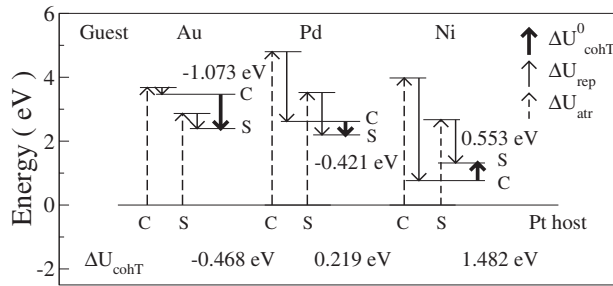 6
4
2
0
-2
Energy ( eV)
Guest Au Pd Ni
ΔU⁰cohT
ΔUrep
ΔUatr
-1.073 eV
C
S
C
S
-0.421 eV
0.553 eV
S
C
C S C S C S Pt host
ΔUcohT -0.468 eV 0.219 eV 1.482 eV